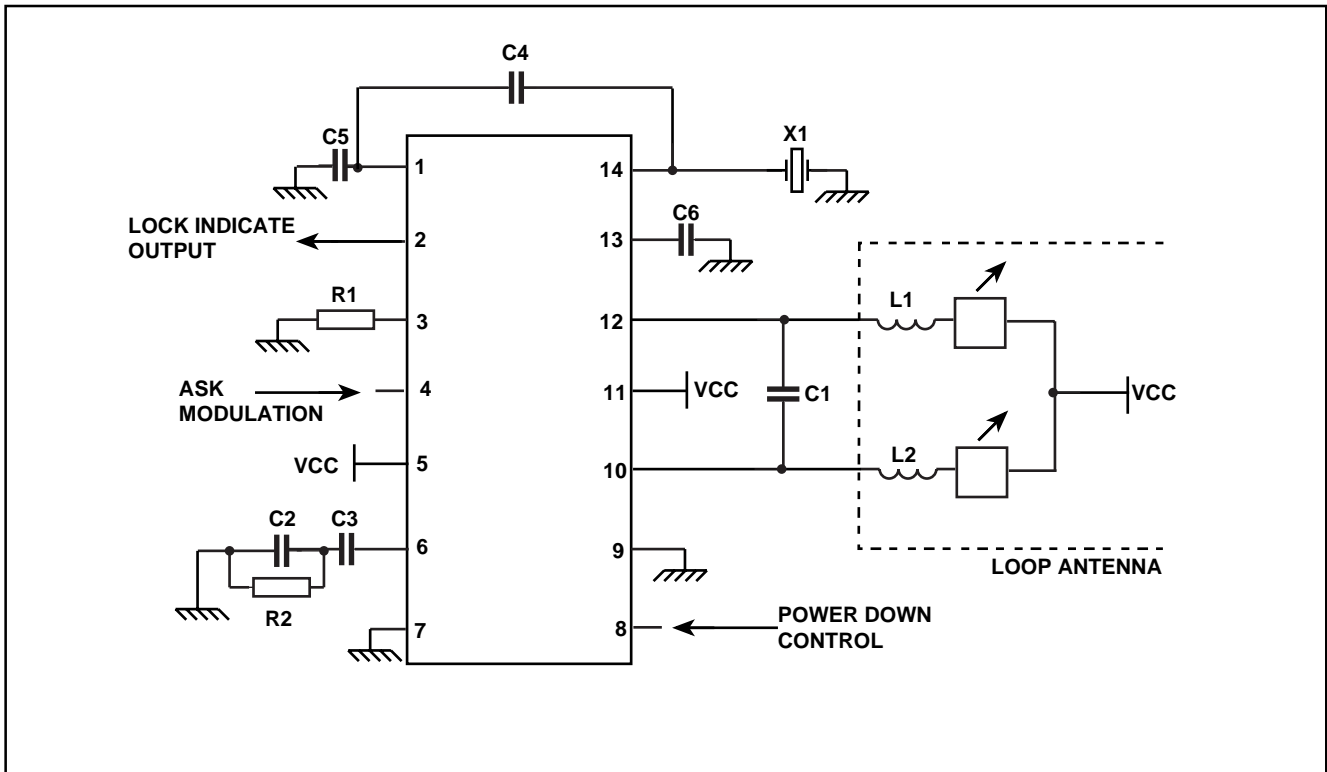 C4
C5
X1
1
14
LOCK INDICATE
OUTPUT
2
C6
13
R1
3
12
L1
ASK
MODULATION
4
11
VCC
C1
VCC
VCC
5
10
L2
C2
C3
6
9
R2
LOOP ANTENNA
7
8
POWER DOWN
CONTROL